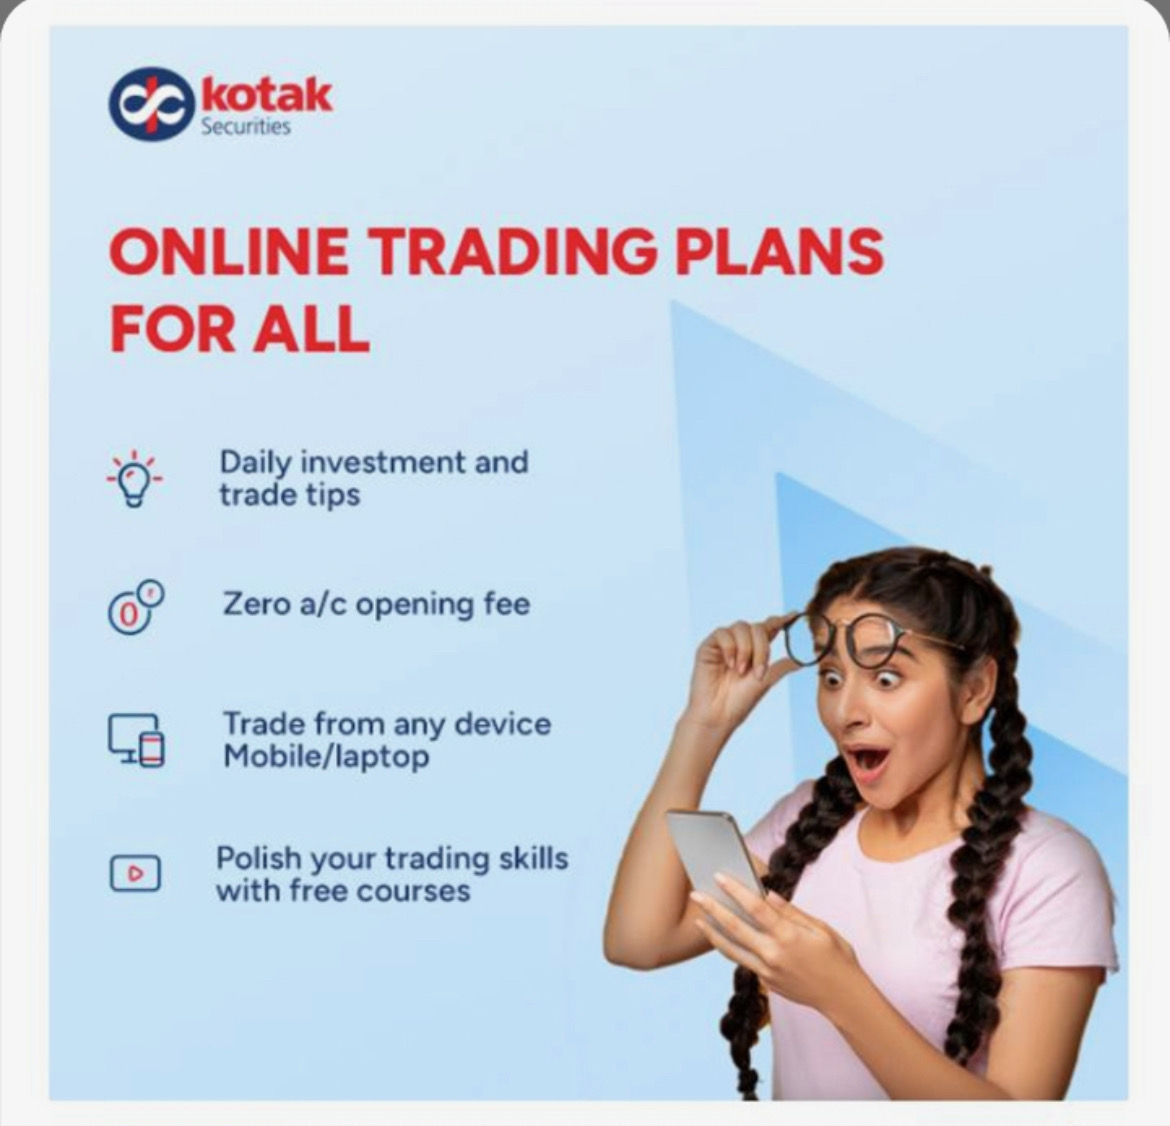 kotak
Securities
ONLINE TRADING PLANS
FOR ALL
Daily investment and
trade tips
0
Zero a/c opening fee
Trade from any device
Mobile/laptop
Polish your trading skills
with free courses